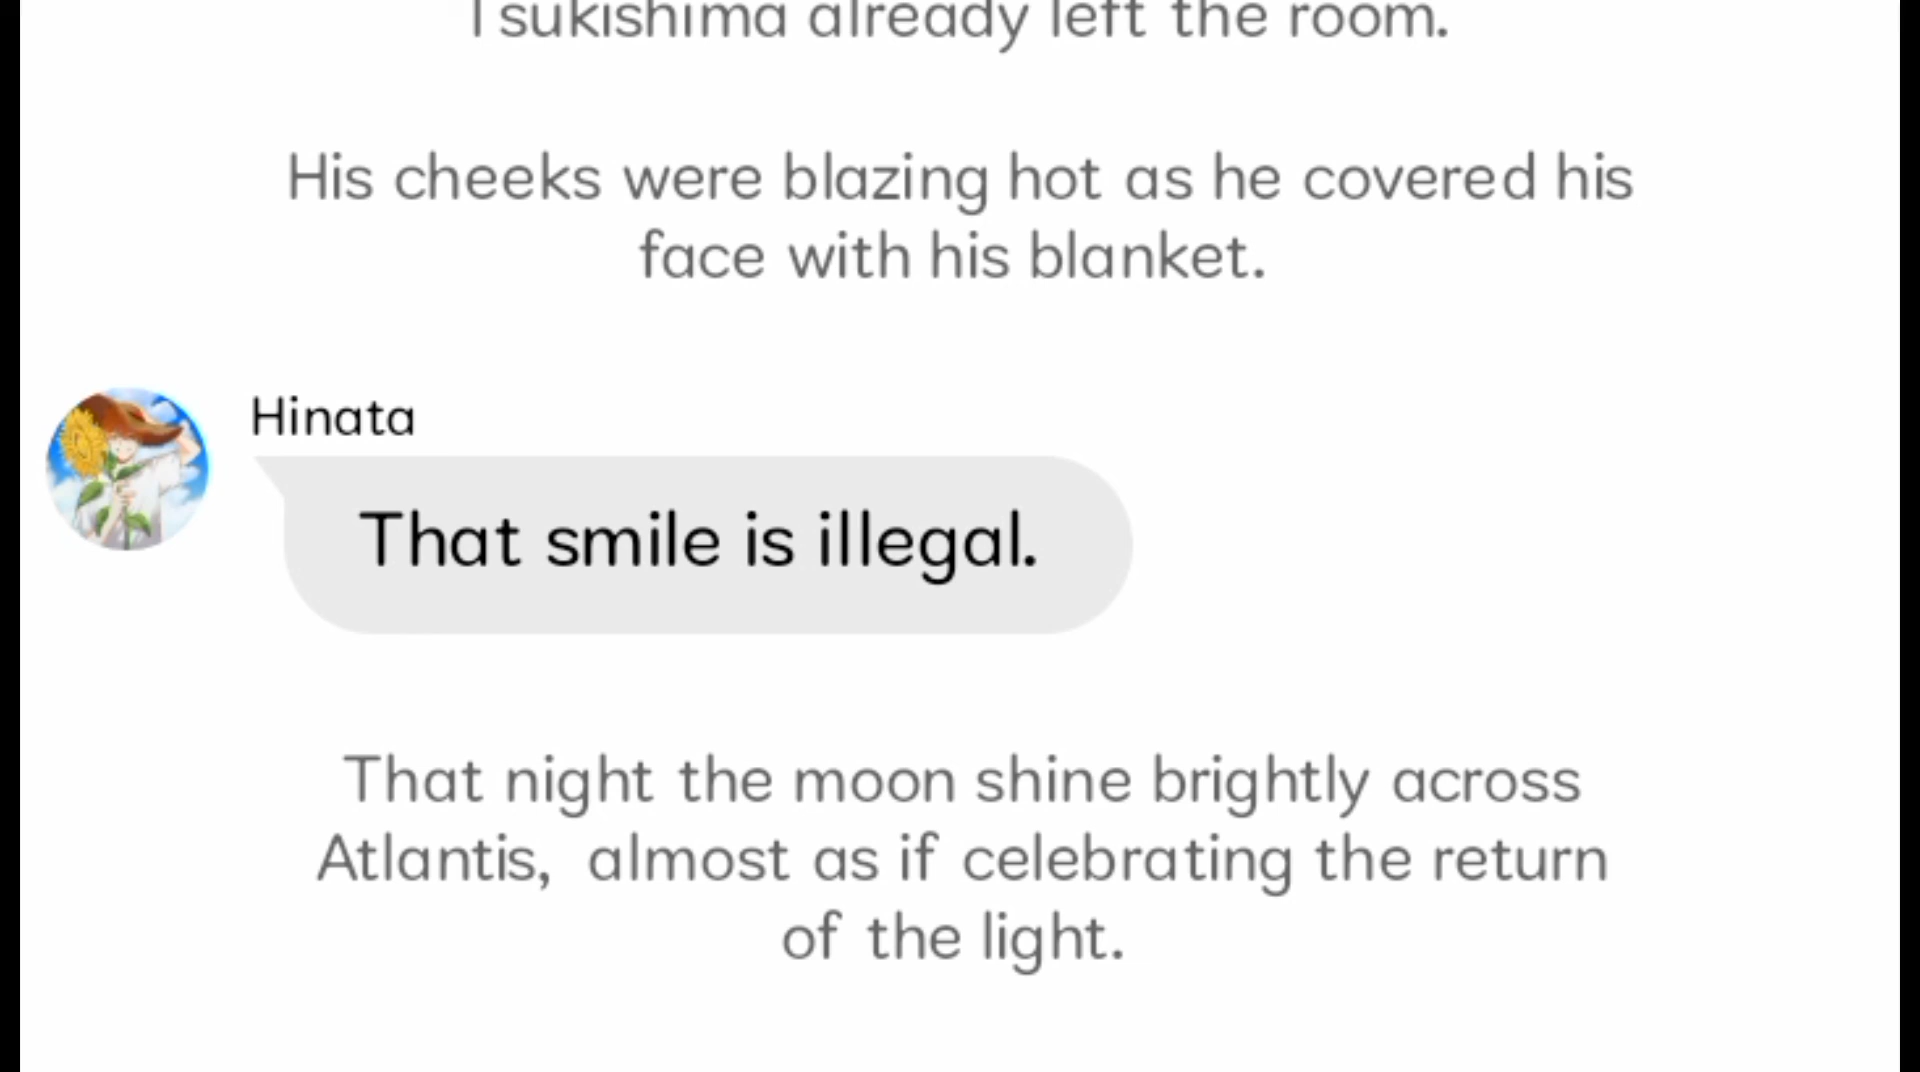 Tsukishima already left the room.
His cheeks were blazing hot as he covered his
face with his blanket.
Hinata
That smile is illegal.
That night the moon shine brightly across
Atlantis, almost as if celebrating the return
of the light.